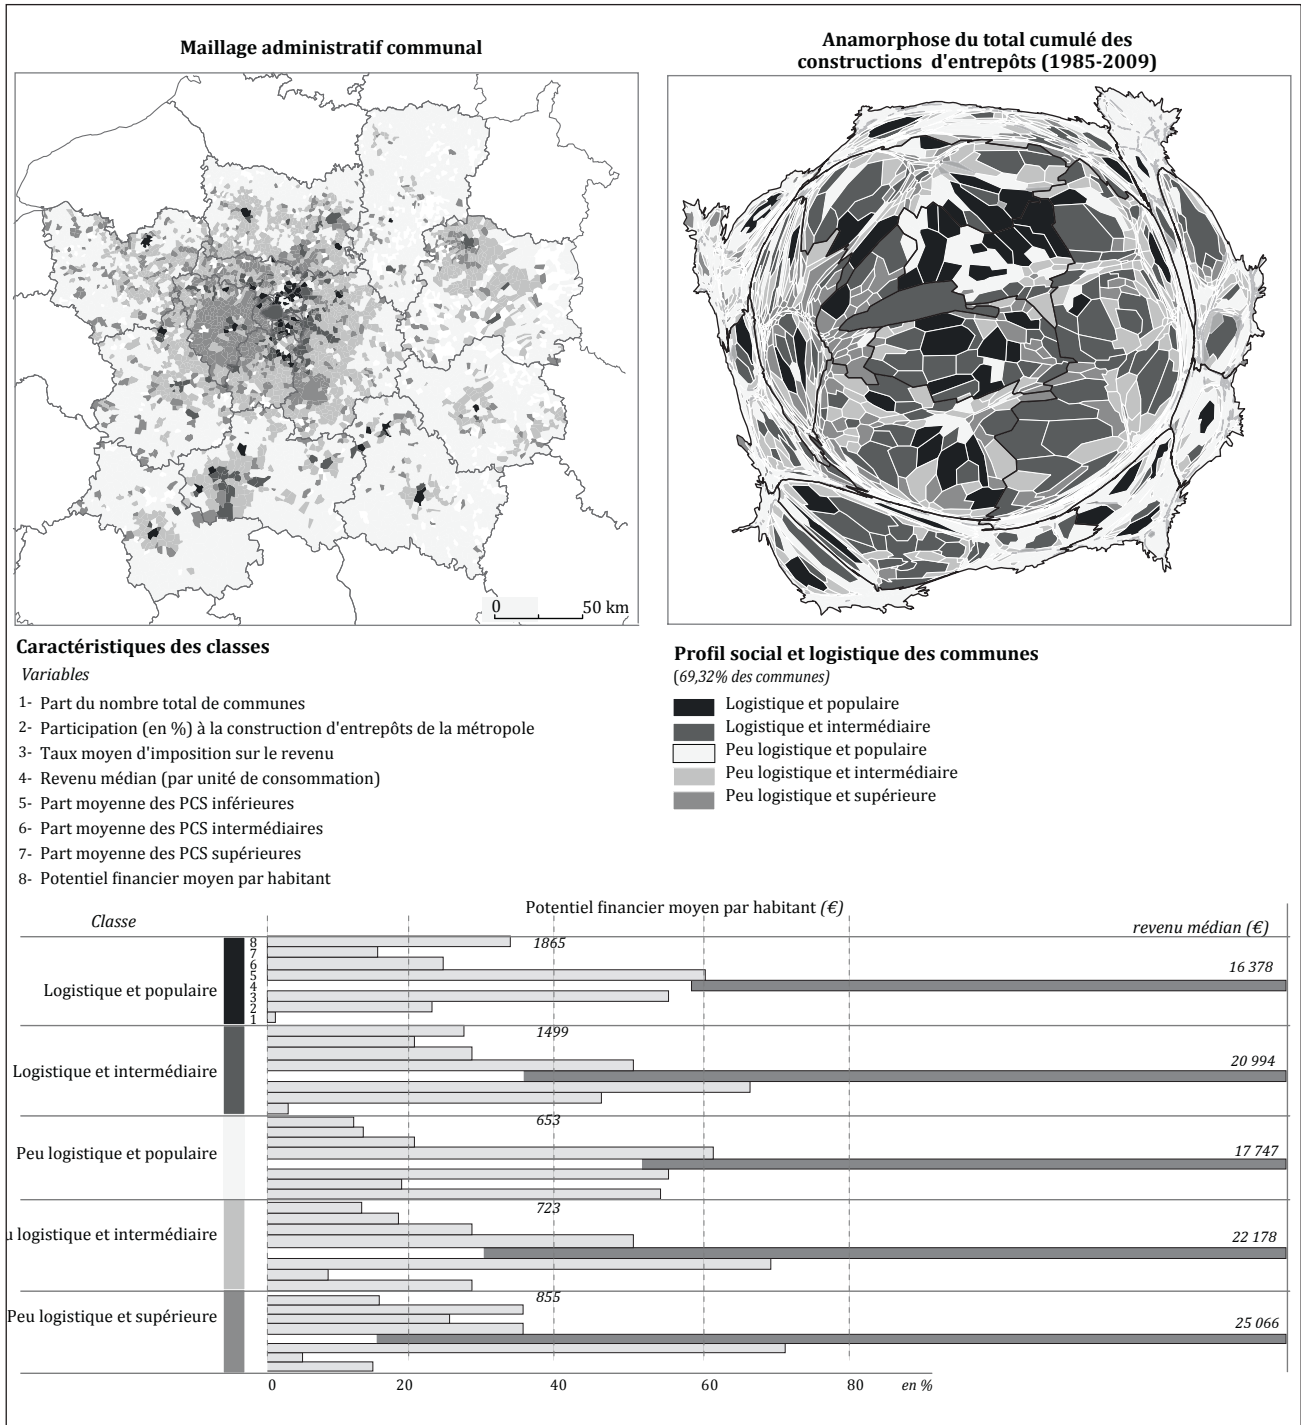 Maillage administratif communal
Anamorphose du total cumulé des
constructions d'entrepôts (1985-2009)
0 50 km
Caractéristiques des classes
Variables
1- Part du nombre total de communes
2- Participation (en %) à la construction d'entrepôts de la métropole
3- Taux moyen d'imposition sur le revenu
4- Revenu médian (par unité de consommation)
5- Part moyenne des PCS inférieures
6- Part moyenne des PCS intermédiaires
7- Part moyenne des PCS supérieures
8- Potentiel financier moyen par habitant
Profil social et logistique des communes
(69,32% des communes)
Logistique et populaire
Logistique et intermédiaire
Peu logistique et populaire
Peu logistique et intermédiaire
Peu logistique et supérieure
Classe
Potentiel financier moyen par habitant (€)
revenu médian (€)
Logistique et populaire
8
7
6
5
4
3
2
1
1865
16 378
Logistique et intermédiaire
1499
20 994
Peu logistique et populaire
653
17 747
u logistique et intermédiaire
723
22 178
Peu logistique et supérieure
855
25 066
0 20 40 60 80 en %